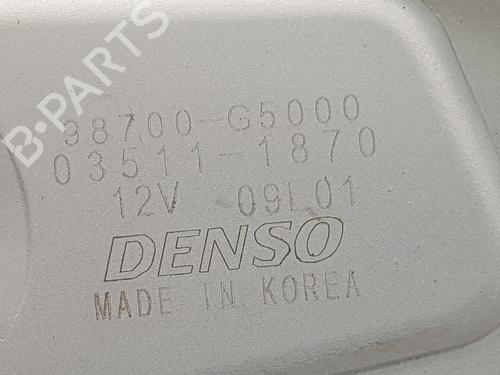 B-PARTS
98700-G5000
03511-1870
12V 09E01
DENSO
MADE IN KOREA